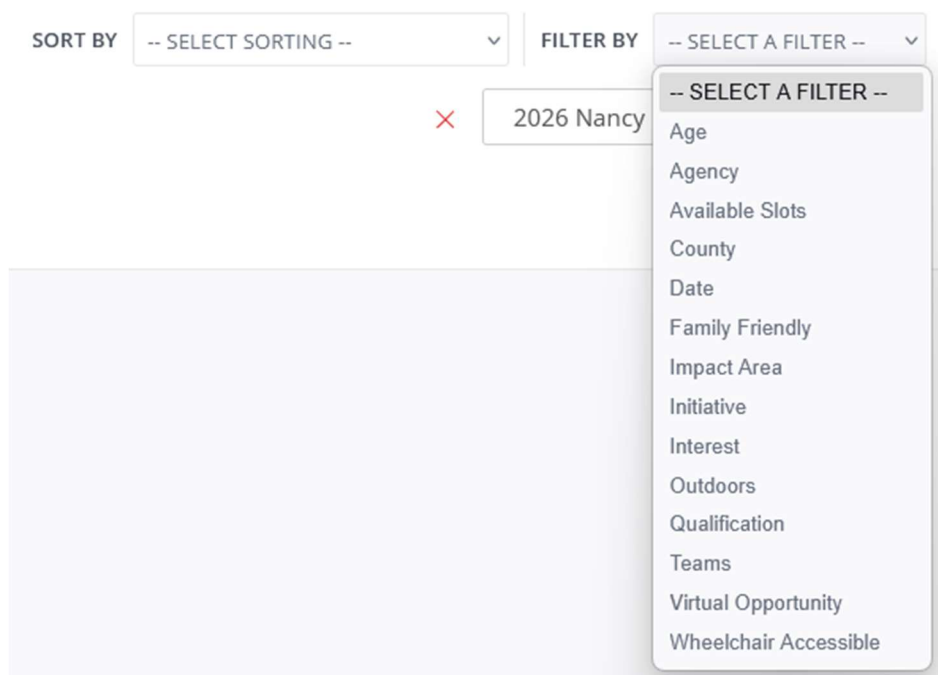 SORT BY -- SELECT SORTING -- FILTER BY -- SELECT A FILTER --
2026 Nancy
-- SELECT A FILTER --
Age
Agency
Available Slots
County
Date
Family Friendly
Impact Area
Initiative
Interest
Outdoors
Qualification
Teams
Virtual Opportunity
Wheelchair Accessible